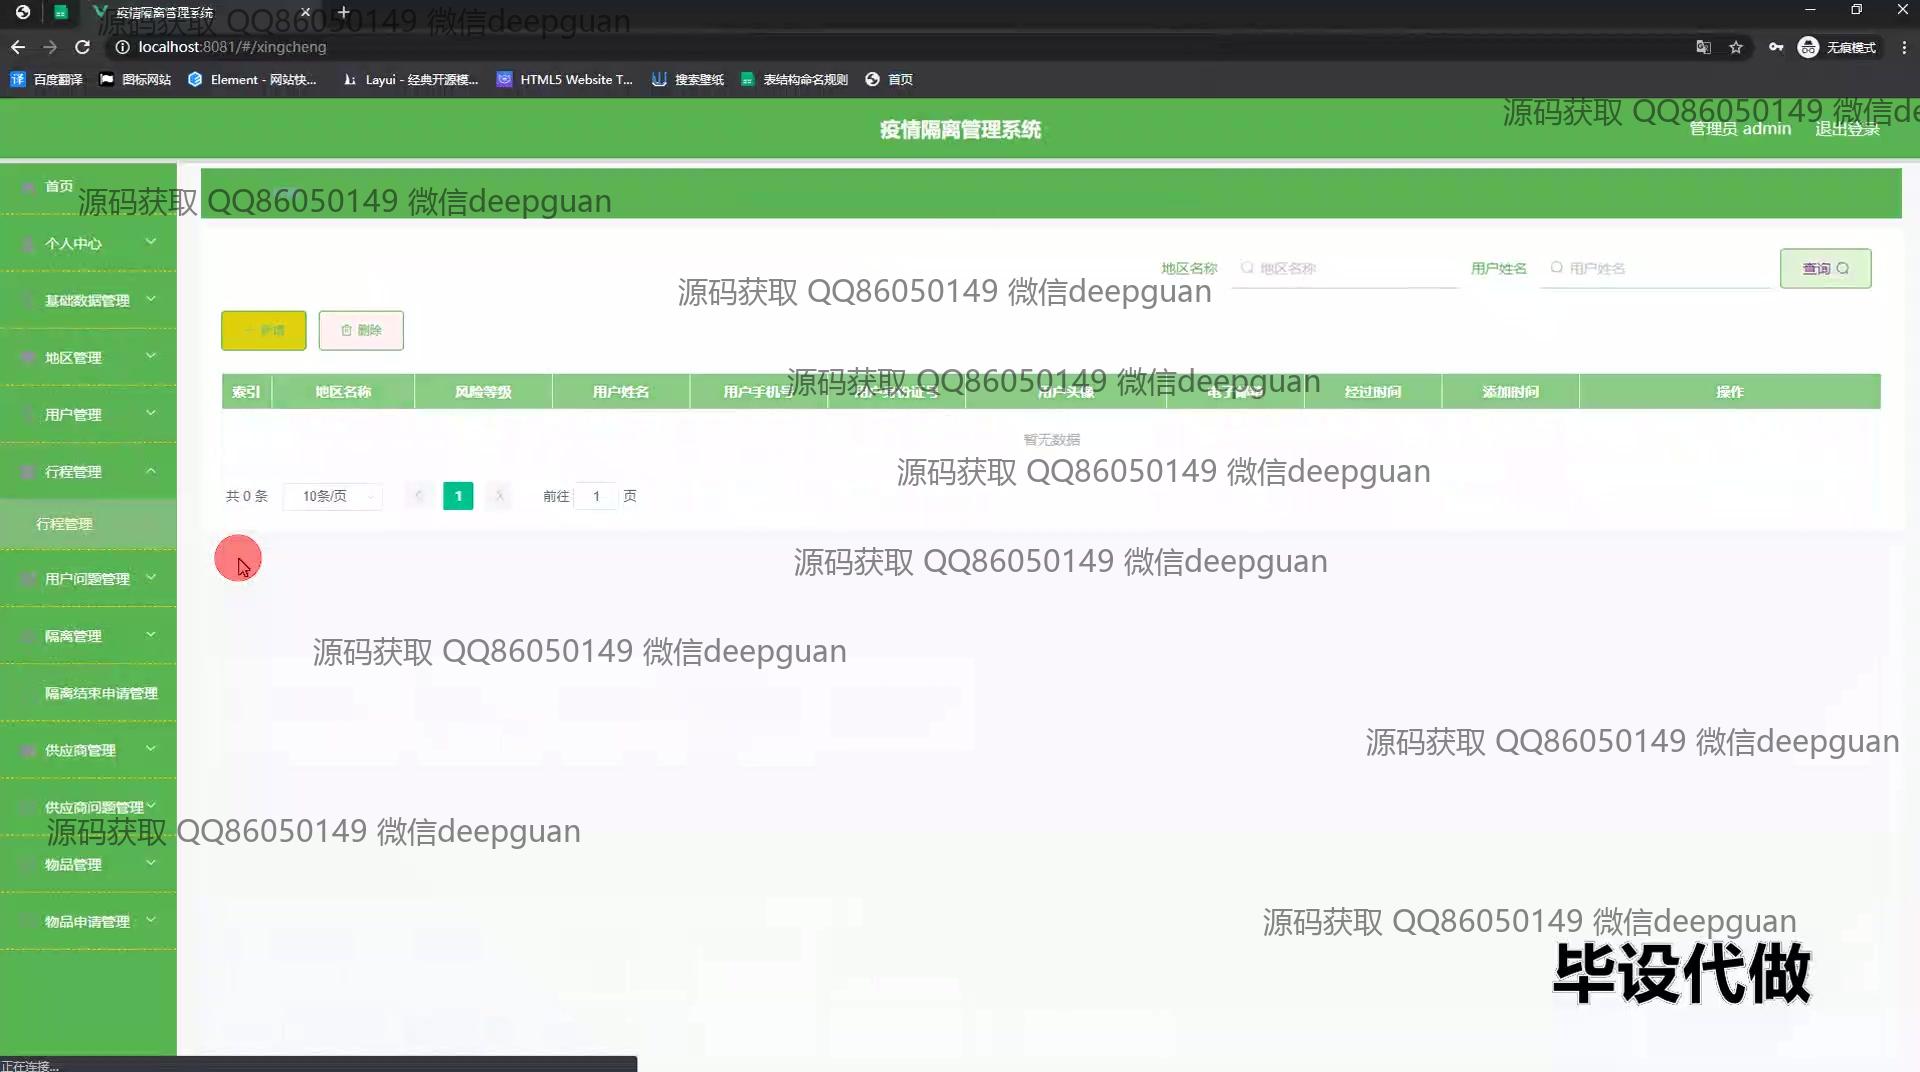 疫情隔离管理系统
源码获取 QQ86050149 微信deepguan
localhost:8081/#/xingcheng
无痕模式
百度翻译
图标网站
Element - 网站快...
Layui - 经典开源模...
HTML5 Website T...
搜索壁纸
表结构命名规则
首页
疫情隔离管理系统
源码获取 QQ86050149 微信de
管理员 admin
退出登录
首页
源码获取 QQ86050149 微信deepguan
个人中心
地区名称
地区名称
用户姓名
用户姓名
查询
源码获取 QQ86050149 微信deepguan
基础数据管理
新增
删除
地区管理
索引 地区名称 风险等级 用户姓名 用户手机号 用户身份证号 用户头像 电子邮箱 经过时间 添加时间 操作
源码获取 QQ86050149 微信deepguan
用户管理
暂无数据
行程管理
源码获取 QQ86050149 微信deepguan
共 0 条
10条/页
1
前往 1 页
行程管理
源码获取 QQ86050149 微信deepguan
用户问题管理
隔离管理
源码获取 QQ86050149 微信deepguan
隔离结束申请管理
供应商管理
源码获取 QQ86050149 微信deepguan
供应商问题管理
源码获取 QQ86050149 微信deepguan
物品管理
物品申请管理
源码获取 QQ86050149 微信deepguan
毕设代做
正在连接...